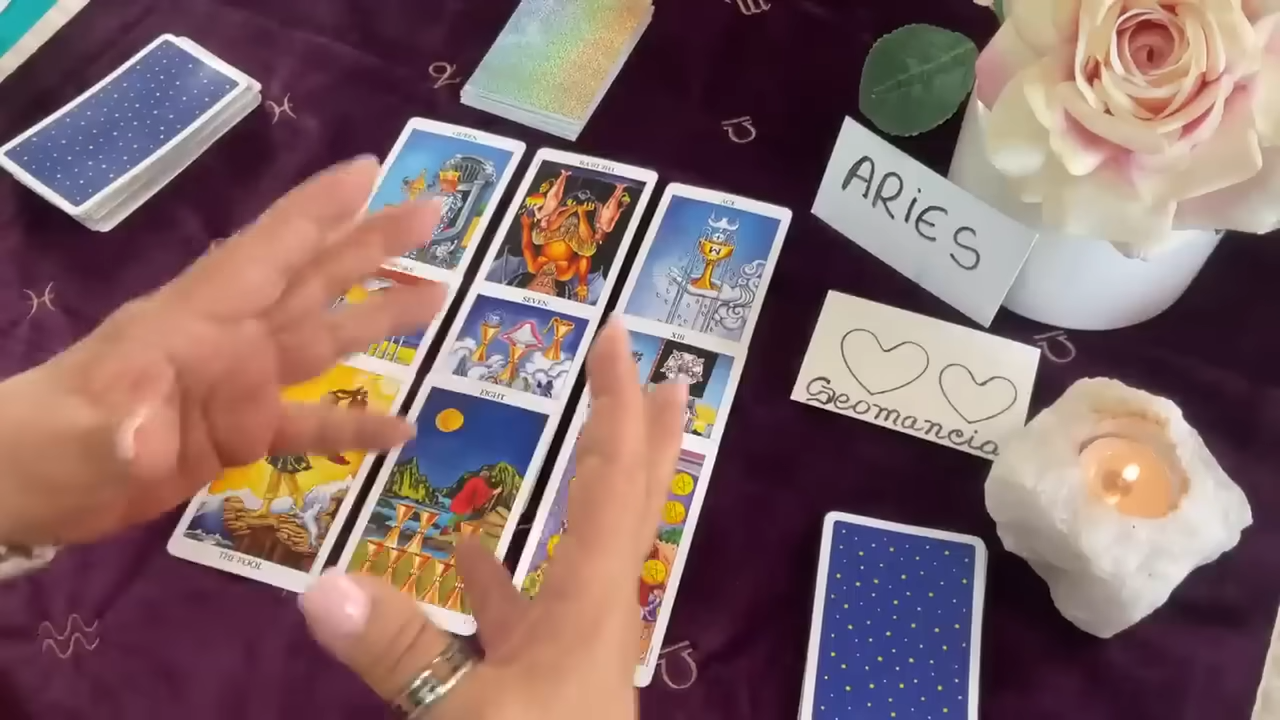 QUEEN
ACE
ARIES
SEVEN
XIII
EIGHT
Geomancia
THE FOOL